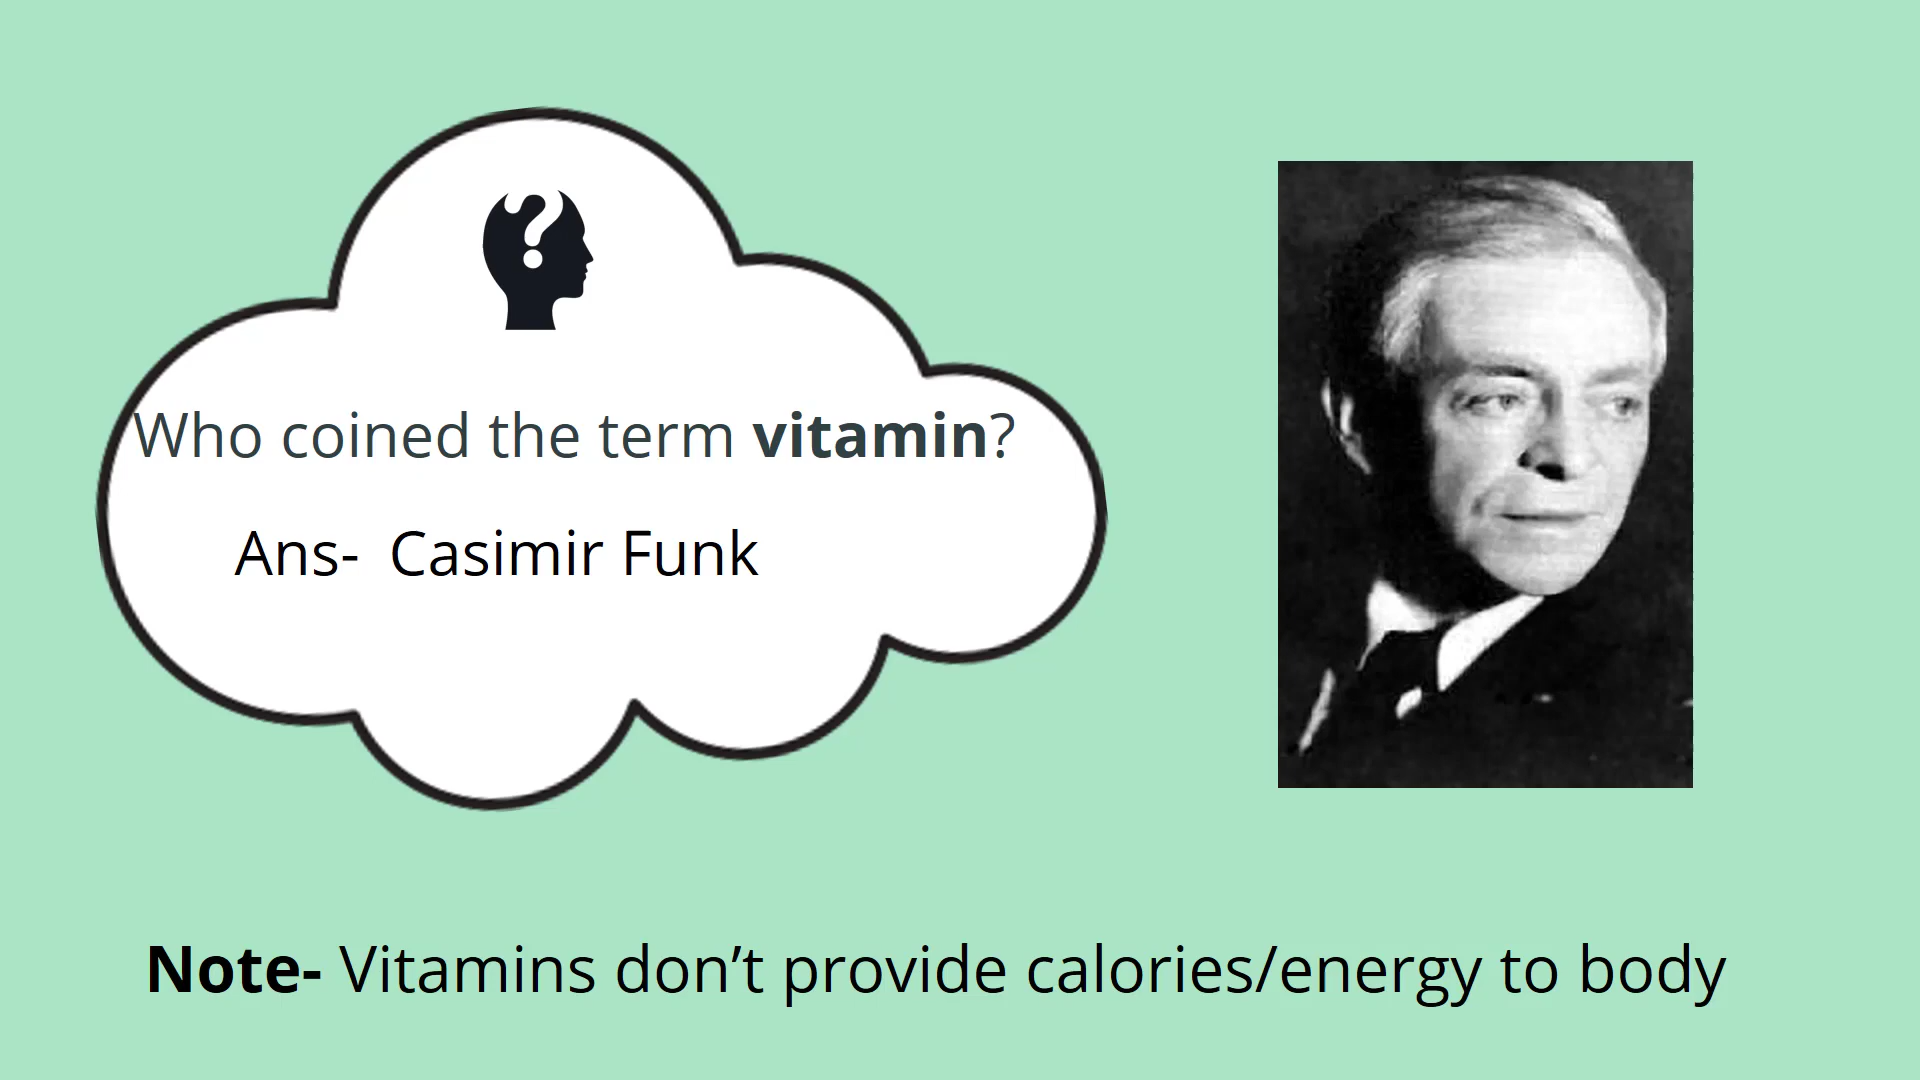 Who coined the term vitamin?
Ans- Casimir Funk
Note- Vitamins don’t provide calories/energy to body